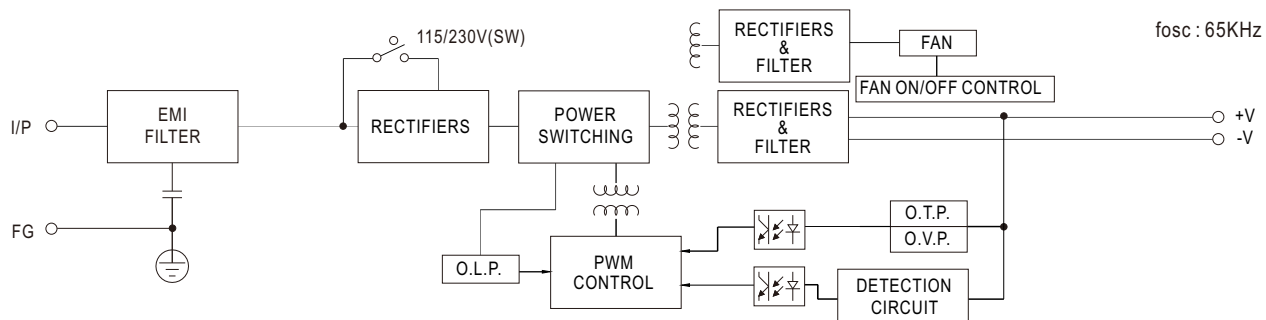 115/230V(SW)
RECTIFIERS
&
FILTER
FAN
FAN ON/OFF CONTROL
fosc : 65KHz
I/P
EMI
FILTER
RECTIFIERS
POWER
SWITCHING
RECTIFIERS
&
FILTER
+V
-V
FG
O.L.P.
PWM
CONTROL
O.T.P.
O.V.P.
DETECTION
CIRCUIT